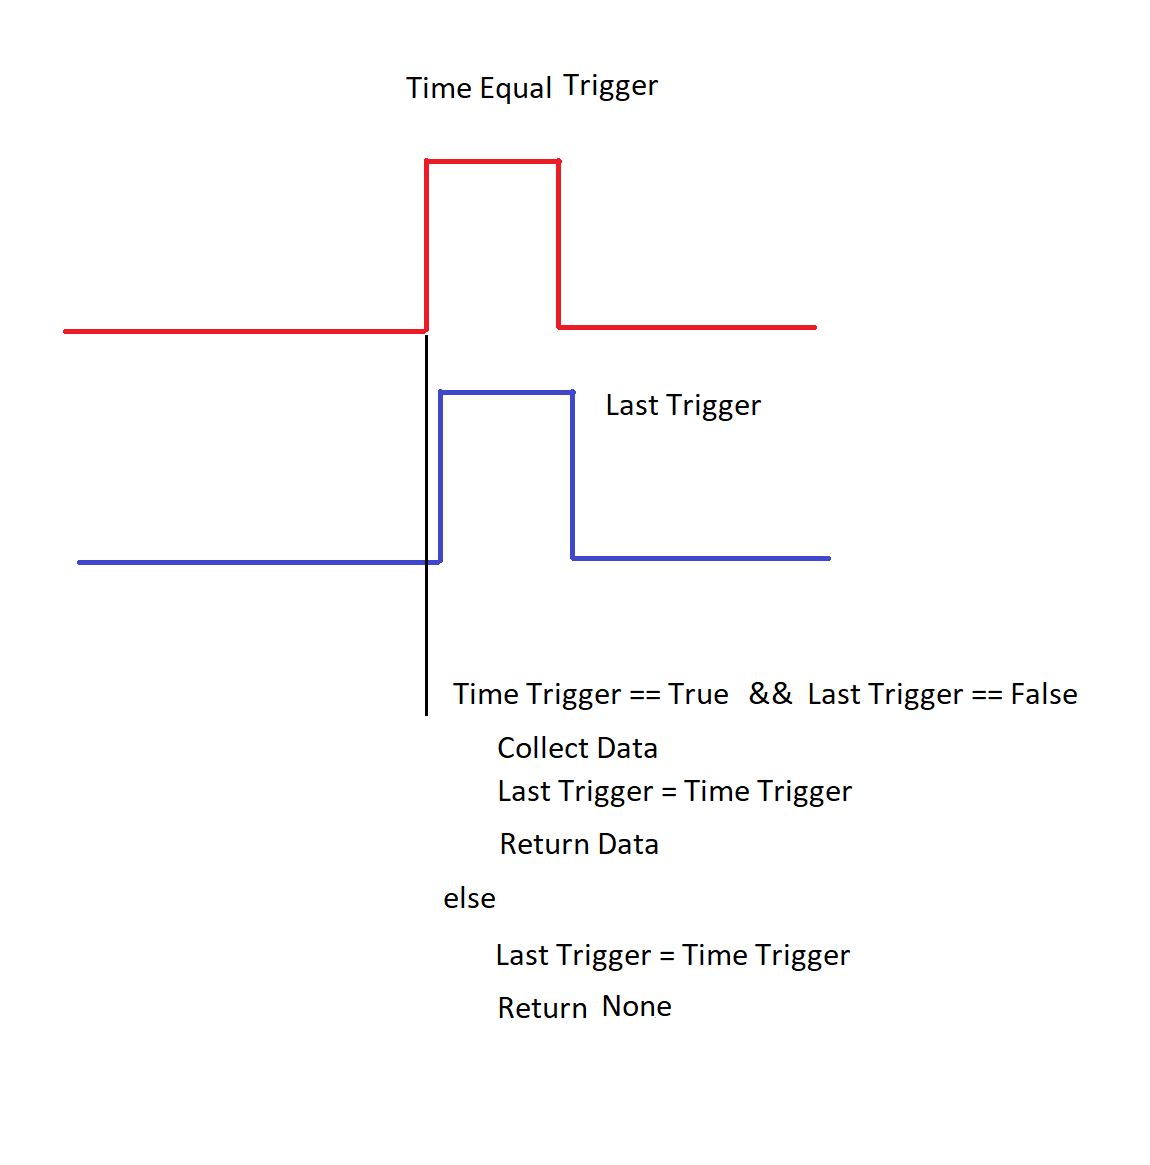 Time Equal Trigger
Last Trigger
Time Trigger == True && Last Trigger == False
Collect Data
Last Trigger = Time Trigger
Return Data
else
Last Trigger = Time Trigger
Return None